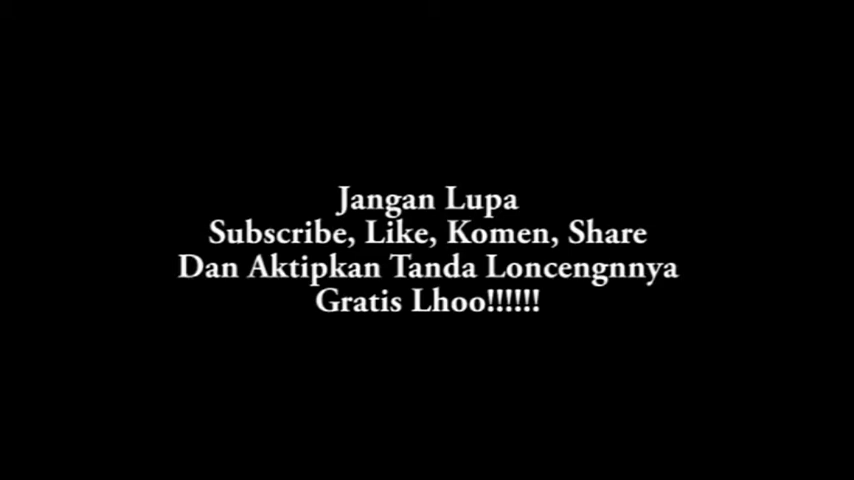 Jangan Lupa
Subscribe, Like, Komen, Share
Dan Aktipkan Tanda Loncengnnya
Gratis Lhoo!!!!!!